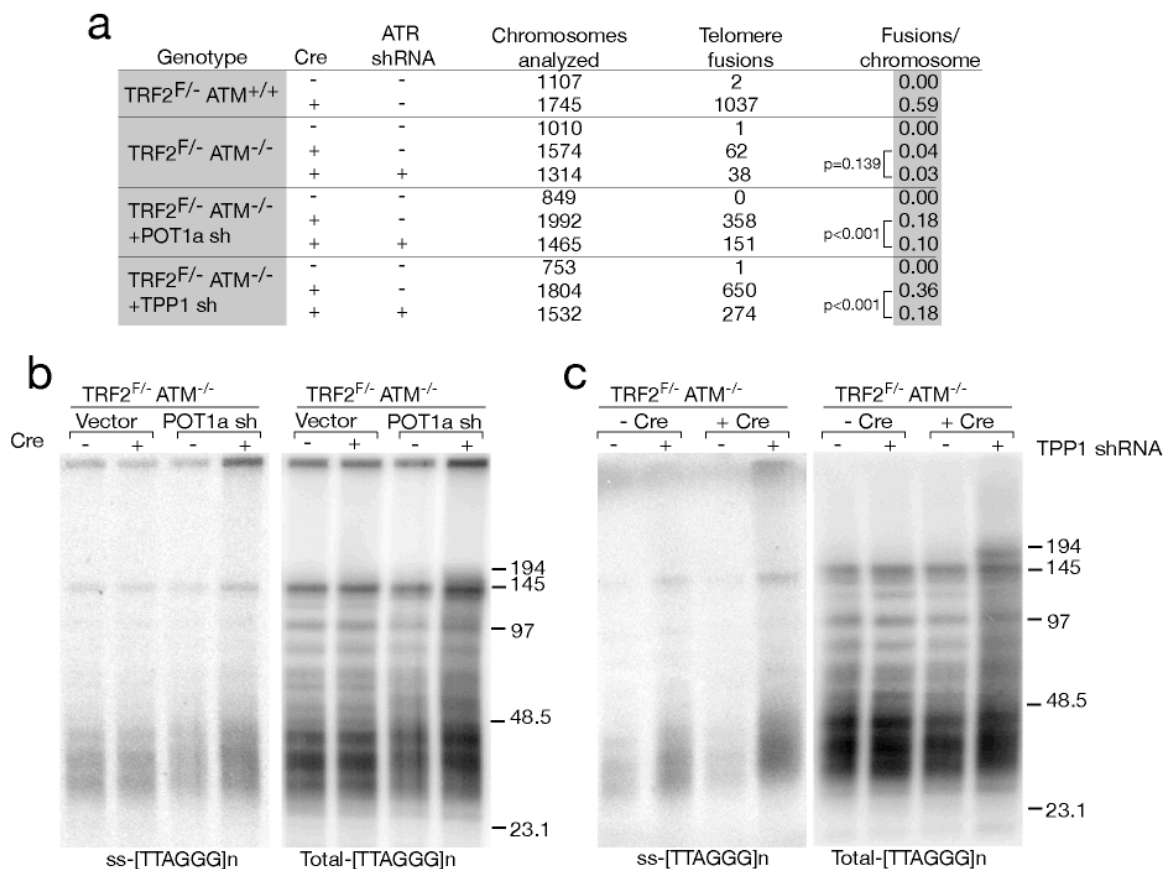 a
Genotype Cre ATR shRNA Chromosomes analyzed Telomere fusions Fusions/ chromosome
TRF2F/- ATM+/+
- - 1107 2 0.00
+ - 1745 1037 0.59
TRF2F/- ATM-/-
- - 1010 1 0.00
+ - 1574 62 0.04
p=0.139
+ + 1314 38 0.03
TRF2F/- ATM-/-
+POT1a sh
- - 849 0 0.00
+ - 1992 358 0.18
p<0.001
+ + 1465 151 0.10
TRF2F/- ATM-/-
+TPP1 sh
- - 753 1 0.00
+ - 1804 650 0.36
p<0.001
+ + 1532 274 0.18
b
TRF2F/- ATM-/- TRF2F/- ATM-/-
Vector POT1a sh Vector POT1a sh
Cre - + - + - + - +
194
145
97
48.5
23.1
ss-[TTAGGG]n Total-[TTAGGG]n
c
TRF2F/- ATM-/- TRF2F/- ATM-/-
- Cre + Cre - Cre + Cre
- + - + - + - + TPP1 shRNA
194
145
97
48.5
23.1
ss-[TTAGGG]n Total-[TTAGGG]n